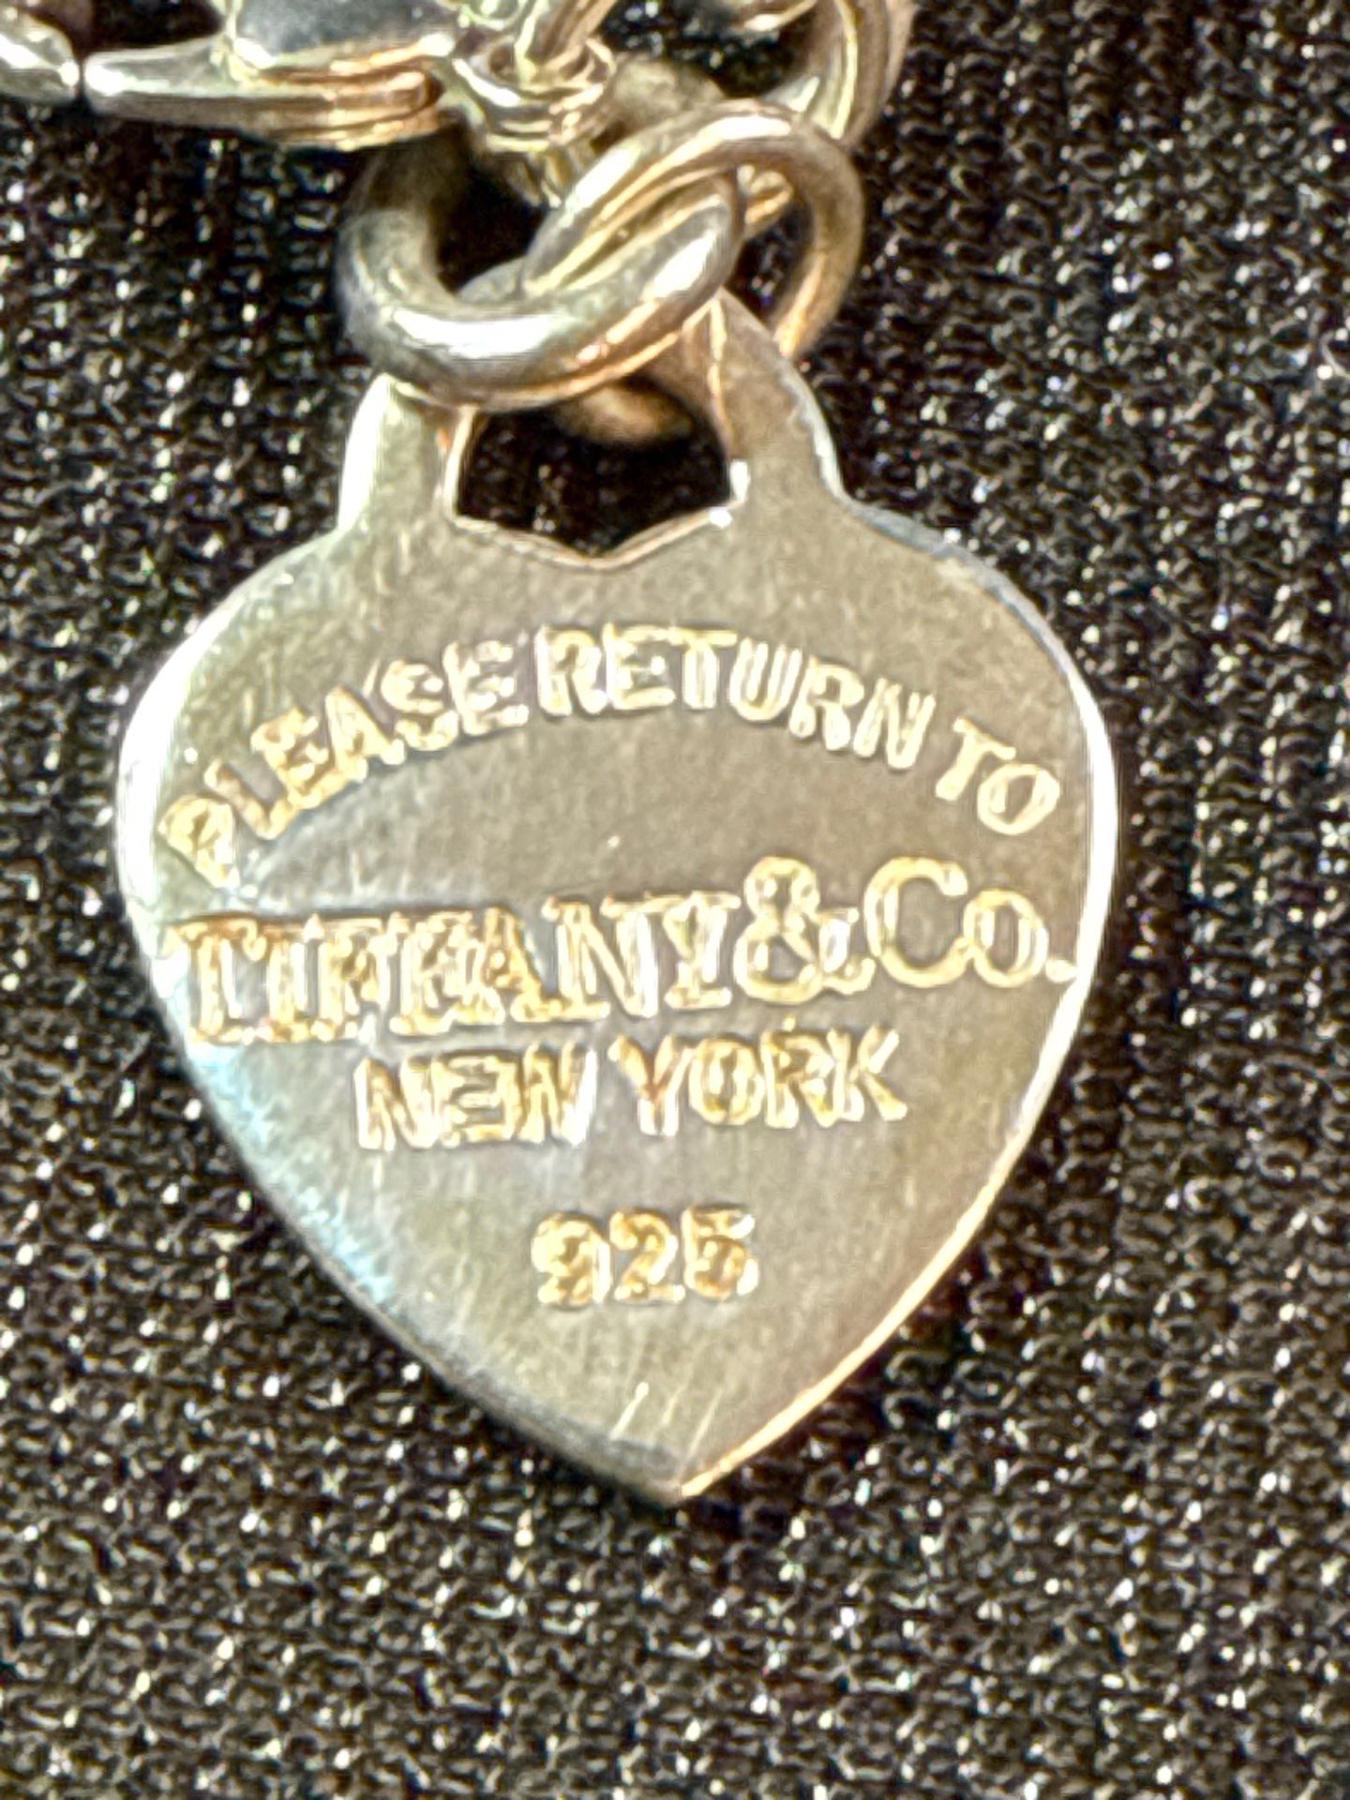 PLEASE RETURN TO
TIFFANY & Co.
NEW YORK
925